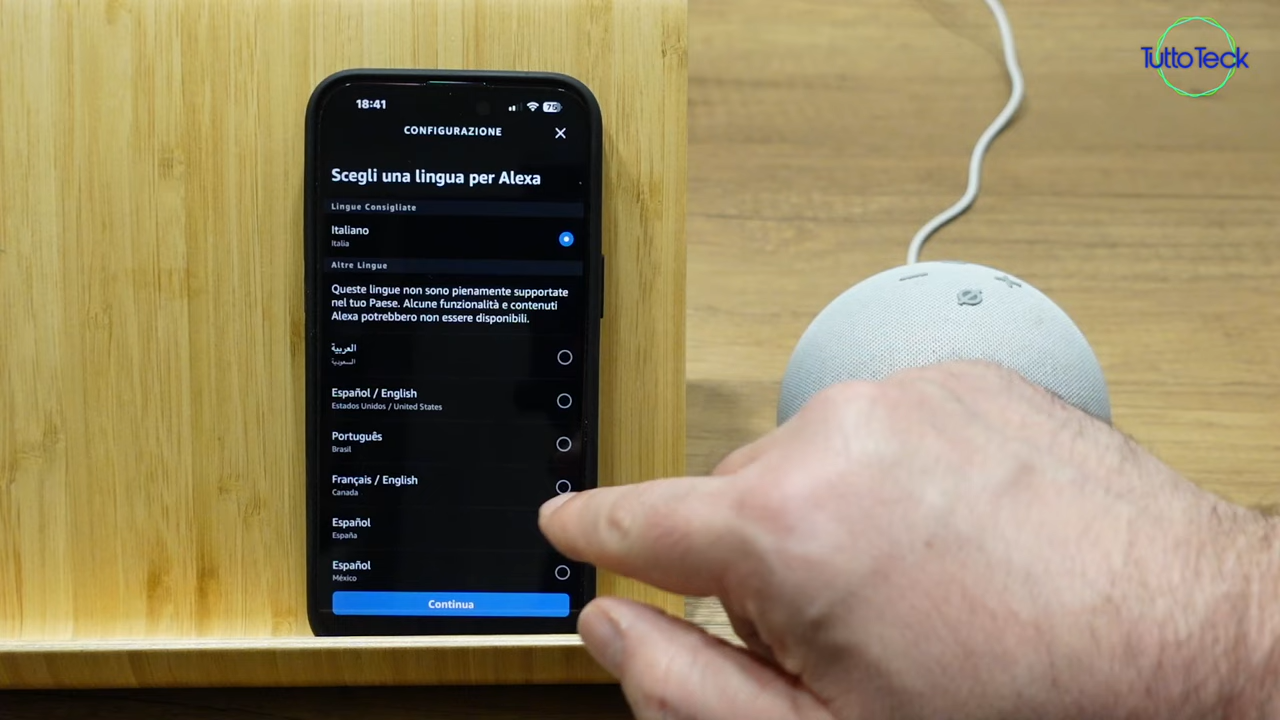 TuttoTeck
18:41
75
CONFIGURAZIONE
Scegli una lingua per Alexa
Lingue Consigliate
Italiano
Italia
Altre Lingue
Queste lingue non sono pienamente supportate
nel tuo Paese. Alcune funzionalità e contenuti
Alexa potrebbero non essere disponibili.
العربية
السعودية
Español / English
Estados Unidos / United States
Português
Brasil
Français / English
Canada
Español
España
Español
México
Continua